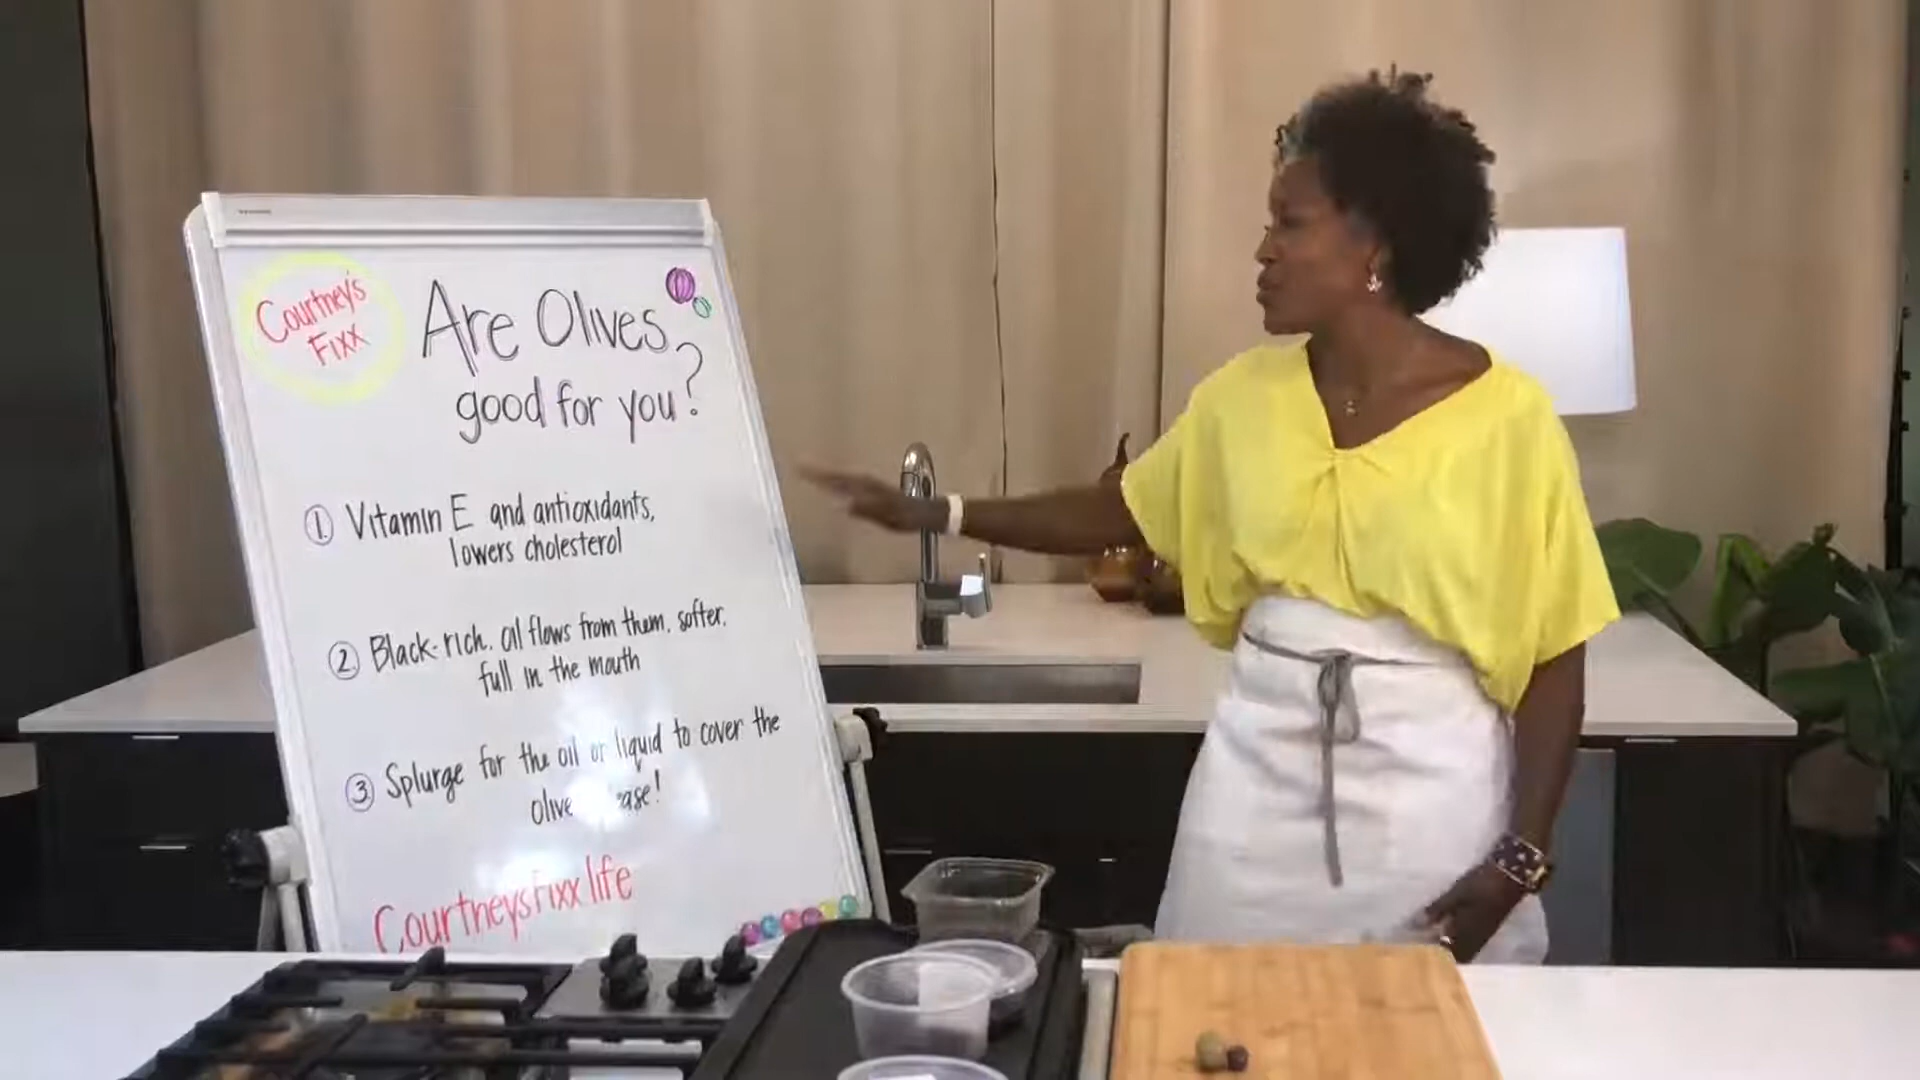 Courtney's
Fixx
Are Olives
good for you?
1. Vitamin E and antioxidants,
lowers cholesterol
2 Black-rich. oil flows from them. softer.
full in the mouth
3. Splurge for the oil or liquid to cover the
olive ase!
Courtneysfixx life